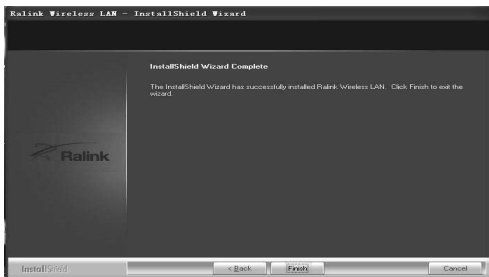 Ralink Wireless LAN - InstallShield Wizard
InstallShield Wizard Complete
The InstallShield Wizard has successfully installed Ralink Wireless LAN. Click Finish to exit the
wizard.
Ralink
InstallShield
< Back
Finish
Cancel